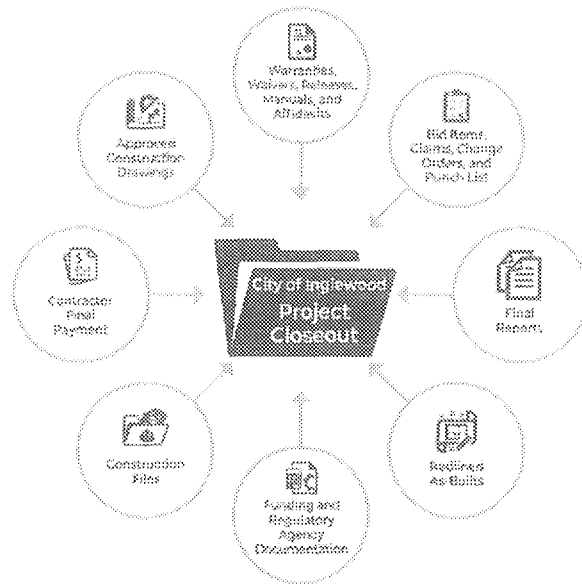 Warranties,
Waivers, Releases,
Manuals, and
Affidavits
Approved
Construction
Drawings
Bid Items,
Claims, Change
Orders, and
Punch List
City of Inglewood
Project
Closeout
Contractor
Final
Payment
Final
Reports
Construction
Files
Redlined
As-Builts
Funding and
Regulatory
Agency
Documentation